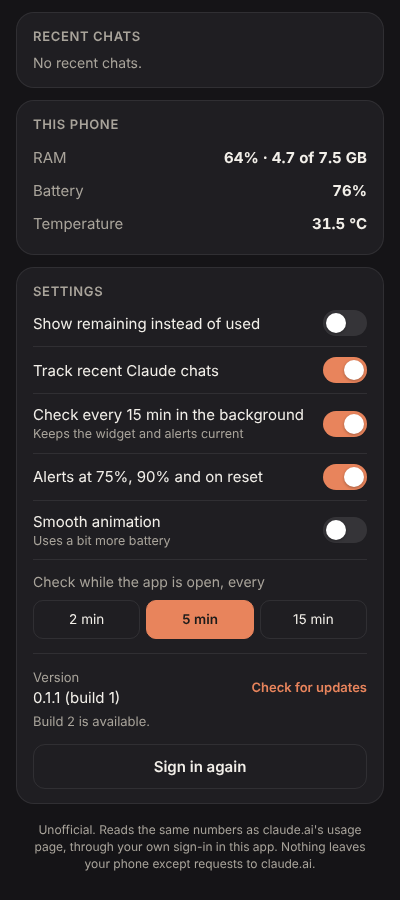 RECENT CHATS
No recent chats.
THIS PHONE
RAM 64% · 4.7 of 7.5 GB
Battery 76%
Temperature 31.5 °C
SETTINGS
Show remaining instead of used
Track recent Claude chats
Check every 15 min in the background
Keeps the widget and alerts current
Alerts at 75%, 90% and on reset
Smooth animation
Uses a bit more battery
Check while the app is open, every
2 min 5 min 15 min
Version
0.1.1 (build 1)
Check for updates
Build 2 is available.
Sign in again
Unofficial. Reads the same numbers as claude.ai's usage
page, through your own sign-in in this app. Nothing leaves
your phone except requests to claude.ai.